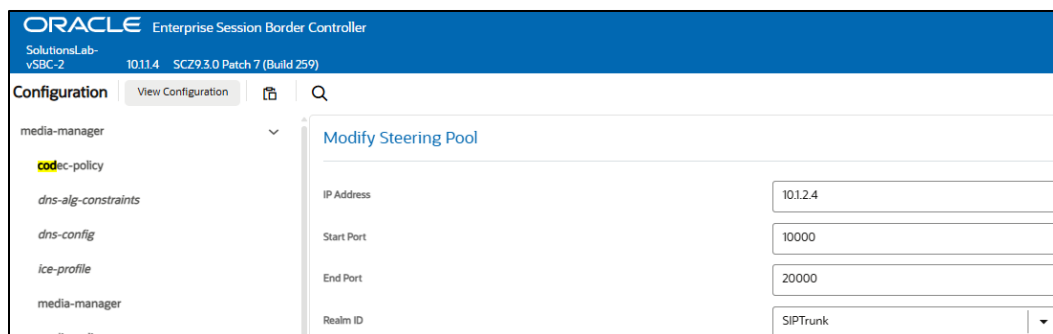 ORACLE Enterprise Session Border Controller
SolutionsLab-
vSBC-2 10.1.1.4 SCZ9.3.0 Patch 7 (Build 259)
Configuration View Configuration
media-manager
Modify Steering Pool
codec-policy
IP Address 10.1.2.4
dns-alg-constraints
Start Port 10000
dns-config
ice-profile
End Port 20000
media-manager
Realm ID SIPTrunk